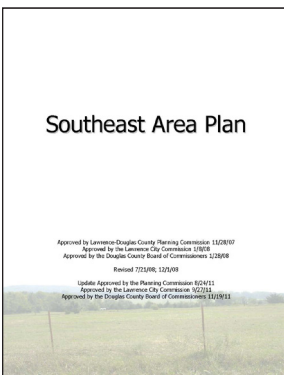 Southeast Area Plan
Approved by Lawrence-Douglas County Planning Commission 11/28/07
Approved by the Lawrence City Commission 1/8/08
Approved by the Douglas County Board of Commissioners 1/28/08
Revised 7/21/08; 12/1/08
Update Approved by the Planning Commission 8/24/11
Approved by the Lawrence City Commission 9/27/11
Approved by the Douglas County Board of Commissioners 11/19/11